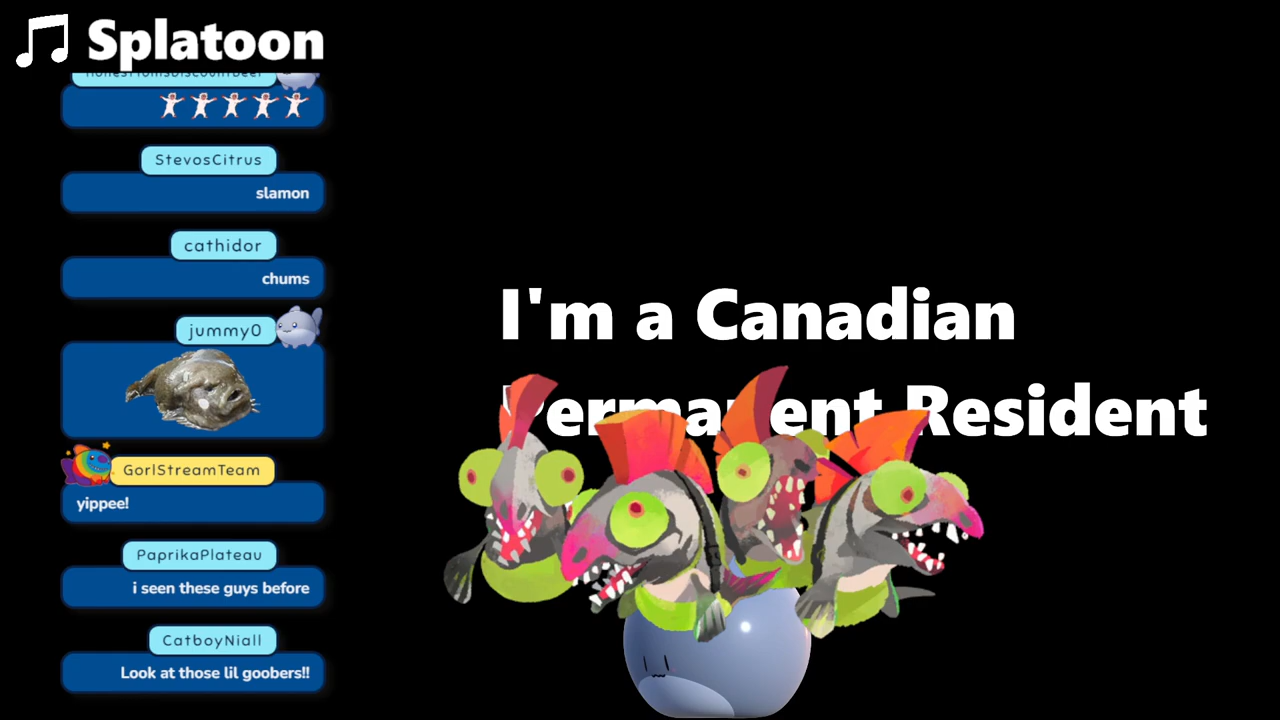 Splatoon
StevosCitrus
slamon
cathidor
chums
jummy0
GorlStreamTeam
yippee!
PaprikaPlateau
i seen these guys before
CatboyNiall
Look at those lil goobers!!
I'm a Canadian
Permanent Resident